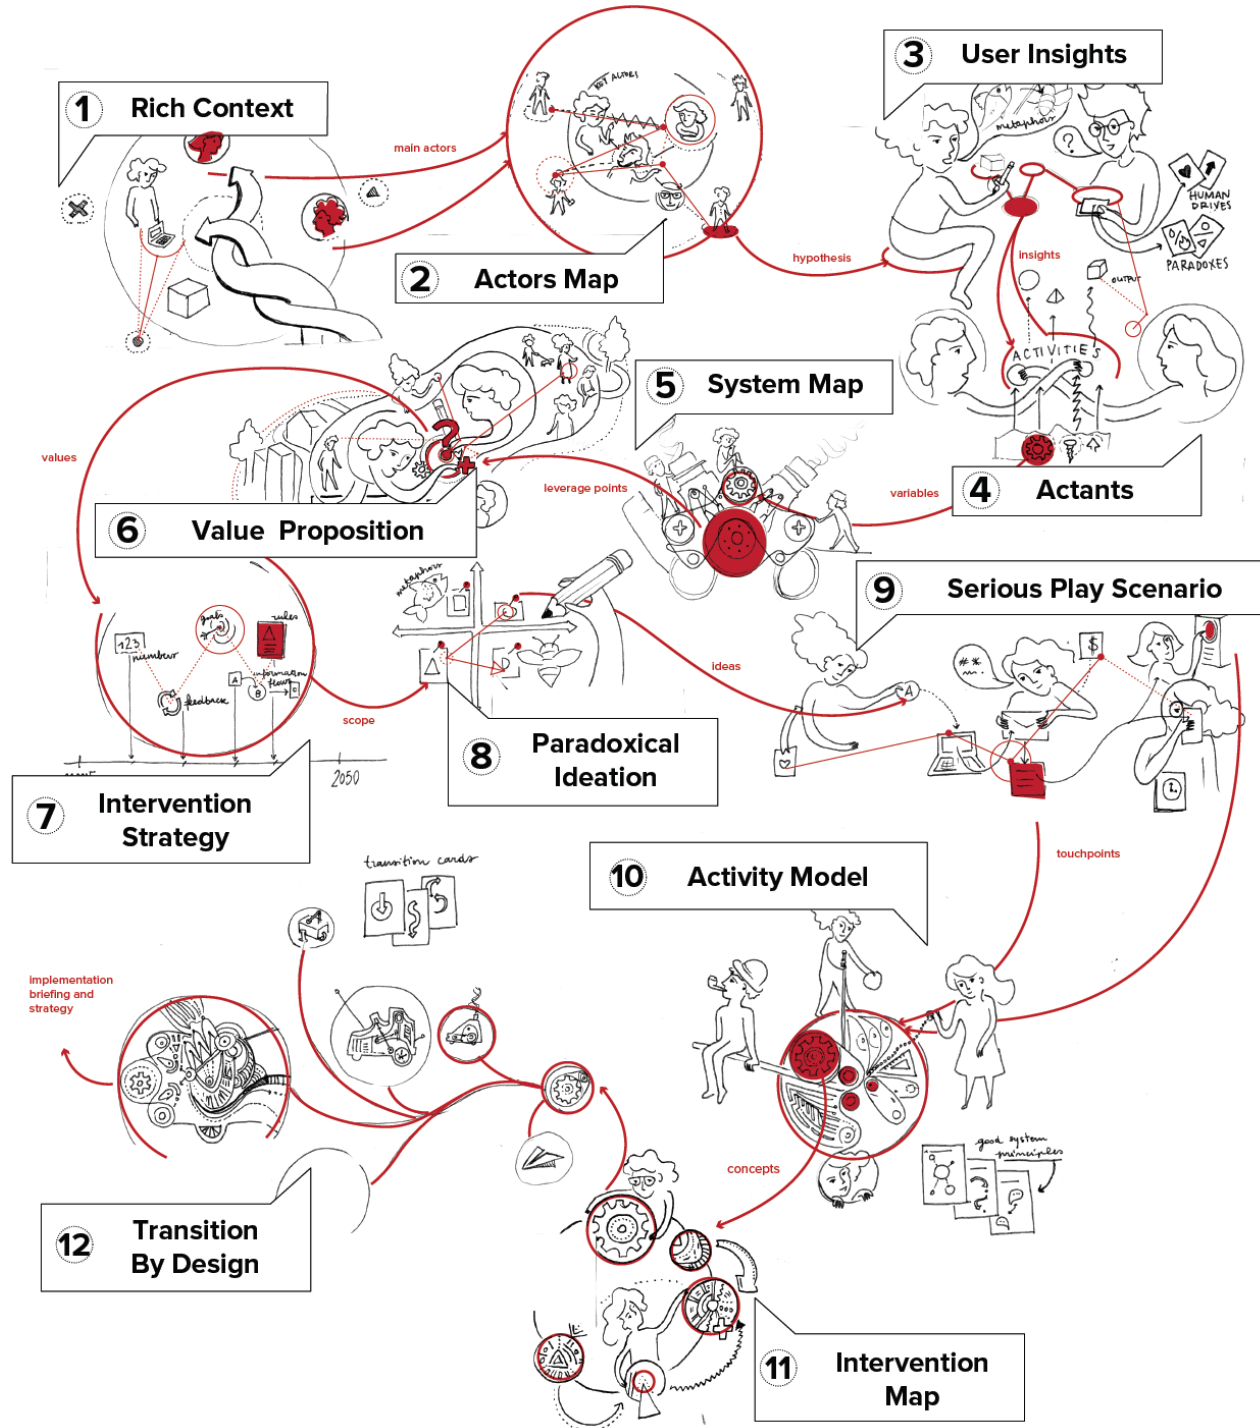 1 Rich Context
main actors
KEY ACTORS
2 Actors Map
hypothesis
3 User Insights
metaphors
?
HUMAN
DRIVES
PARADOXES
insights
OUTPUT
ACTIVITIES
4 Actants
variables
5 System Map
leverage points
?
values
6 Value Proposition
goals
rules
123
numbers
A
B
C
information
flows
feedback
2050
7 Intervention
Strategy
scope
metaphors
D
8 Paradoxical
Ideation
ideas
9 Serious Play Scenario
A
#*
$
touchpoints
10 Activity Model
good system
principles
concepts
11 Intervention
Map
transition cards
implementation
briefing and
strategy
12 Transition
By Design